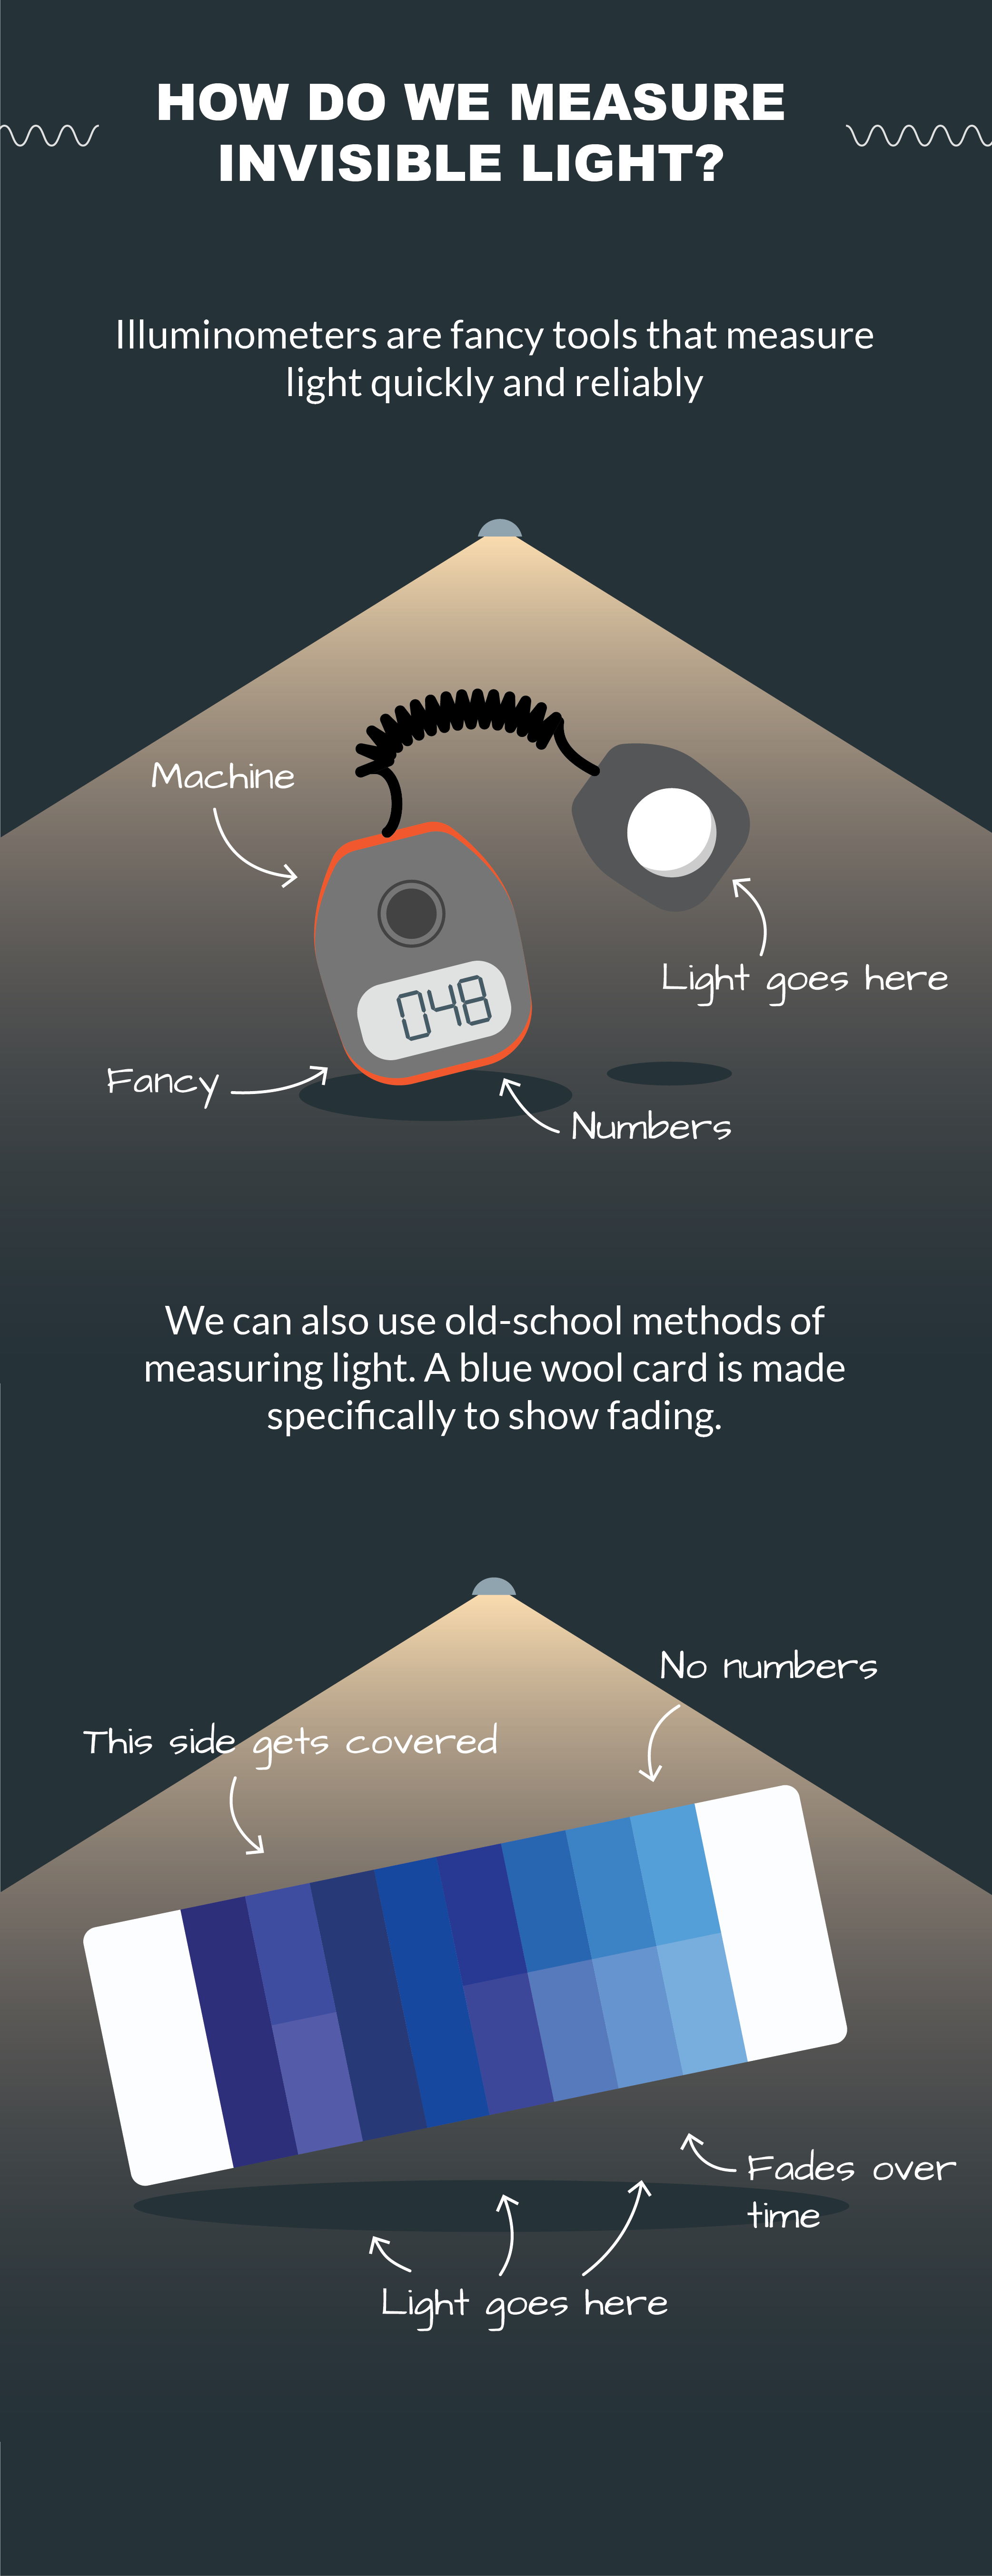 HOW DO WE MEASURE
INVISIBLE LIGHT?
Illuminometers are fancy tools that measure
light quickly and reliably
Machine
Light goes here
048
Fancy
Numbers
We can also use old-school methods of
measuring light. A blue wool card is made
specifically to show fading.
No numbers
This side gets covered
Fades over
time
Light goes here